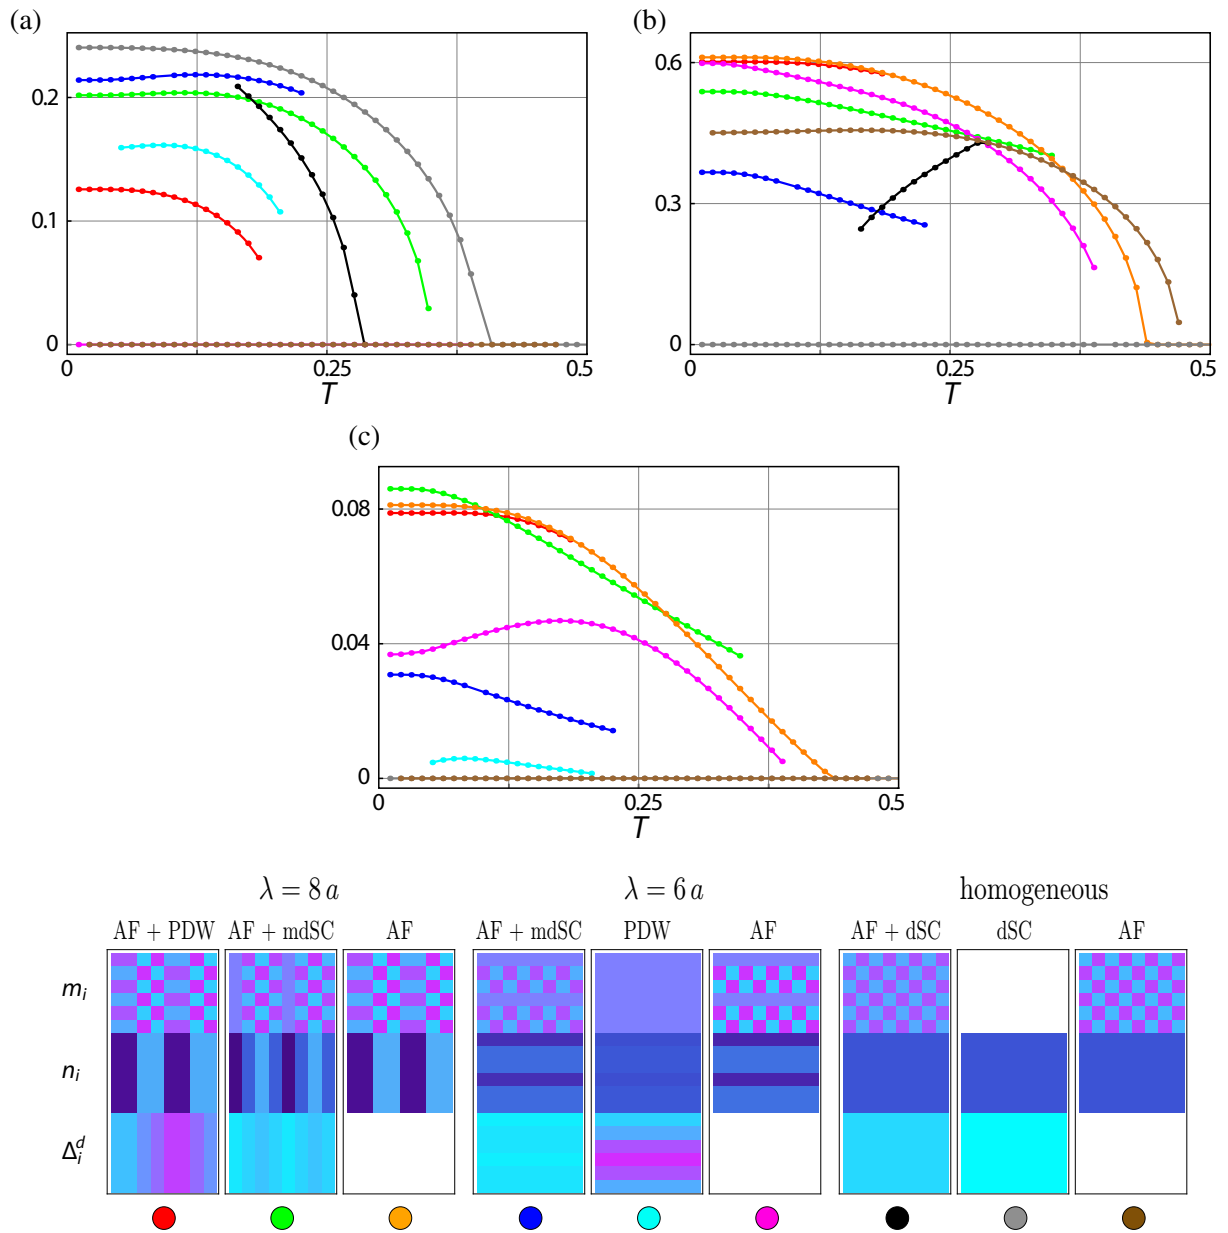 (a)
(b)
0.2
0.1
0
0
0.25
0.5
T
0.6
0.3
0
0
0.25
0.5
T
(c)
0.08
0.04
0
0
0.25
0.5
T
λ = 8 a
λ = 6 a
homogeneous
AF + PDW
AF + mdSC
AF
AF + mdSC
PDW
AF
AF + dSC
dSC
AF
m_i
n_i
Δ_i^d